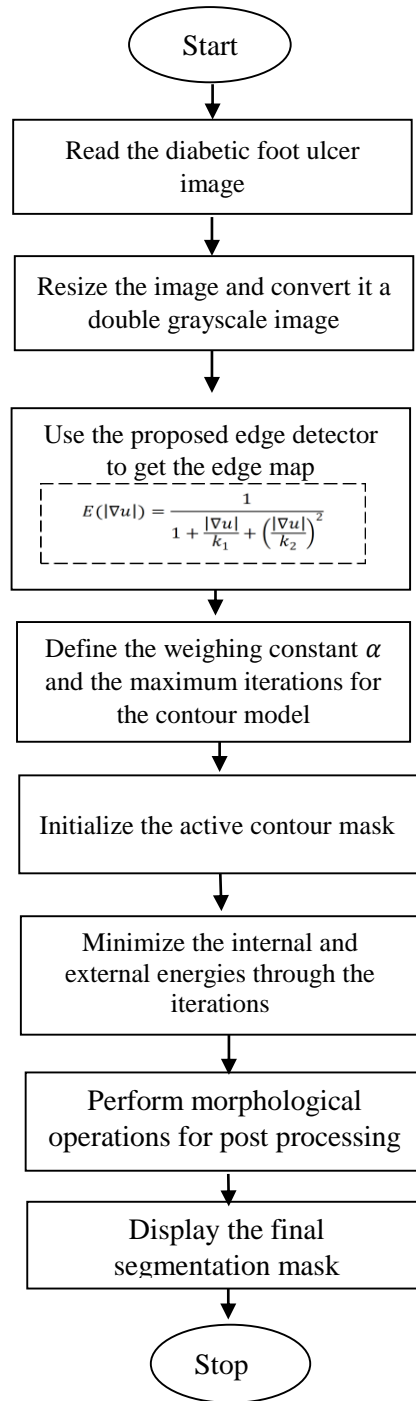 Start
Read the diabetic foot ulcer
image
Resize the image and convert it a
double grayscale image
Use the proposed edge detector
to get the edge map
E(|∇u|) = 1 / (1 + |∇u|/k₁ + (|∇u|/k₂)²)
Define the weighing constant α
and the maximum iterations for
the contour model
Initialize the active contour mask
Minimize the internal and
external energies through the
iterations
Perform morphological
operations for post processing
Display the final
segmentation mask
Stop